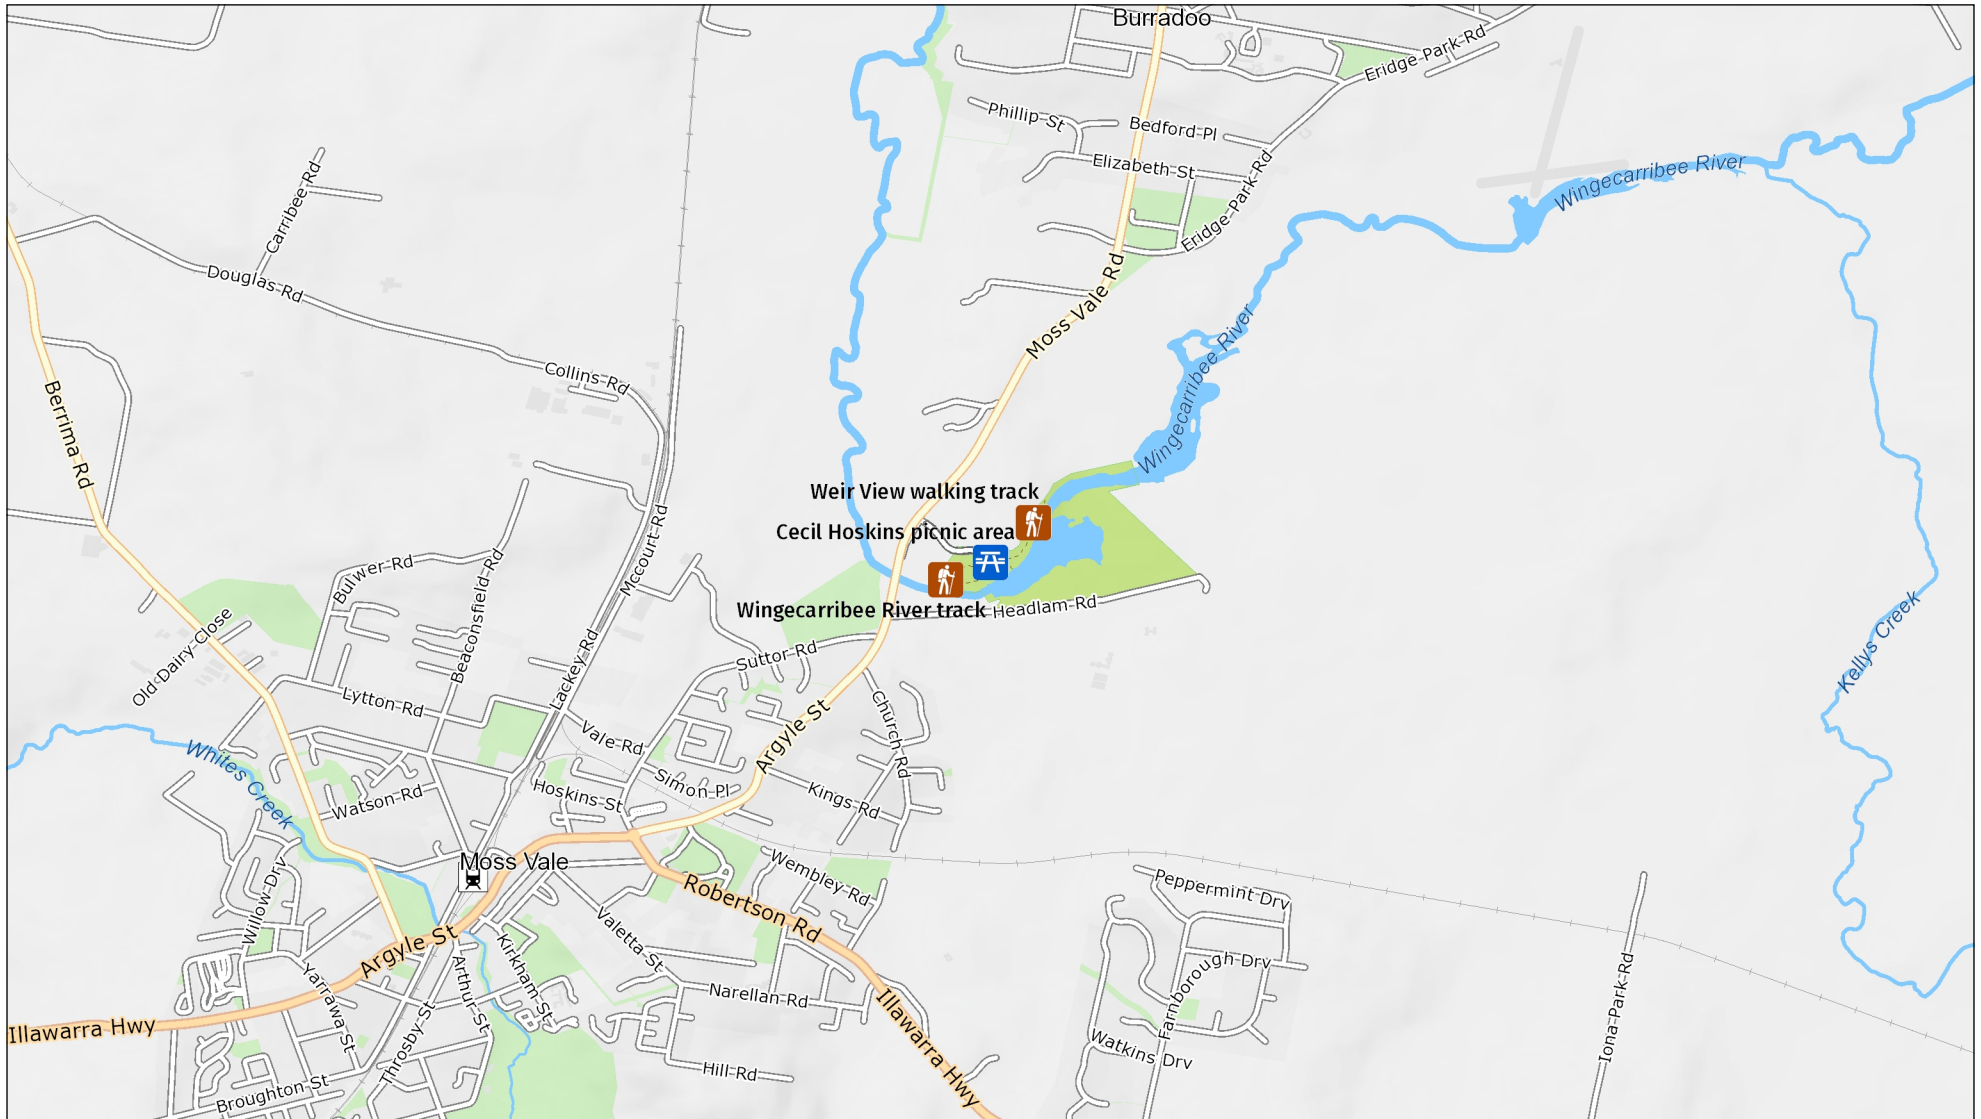 Burradoo
Eridge Park Rd
Phillip St
Bedford Pl
Elizabeth St
Wingecarribee River
Carribee Rd
Eridge Park Rd
Douglas Rd
Moss Vale Rd
Wingecarribee River
Collins Rd
Berrima Rd
Weir View walking track
Cecil Hoskins picnic area
Mccourt Rd
Bulwer Rd
Beaconsfield Rd
Wingecarribee River track
Headlam Rd
Kellys Creek
Old Dairy Close
Suttor Rd
Lackey Rd
Lytton Rd
Church Rd
Argyle St
Vale Rd
Whites Creek
Simon Pl
Hoskins St
Kings Rd
Watson Rd
Moss Vale
Wembley Rd
Peppermint Drv
Robertson Rd
Willow Drv
Valetta St
Argyle St
Kirkham St
Farnborough Drv
Arthur St
Yarrawa St
Narellan Rd
Iona Park Rd
Illawarra Hwy
Throsby St
Illawarra Hwy
Watkins Drv
Hill Rd
Broughton St